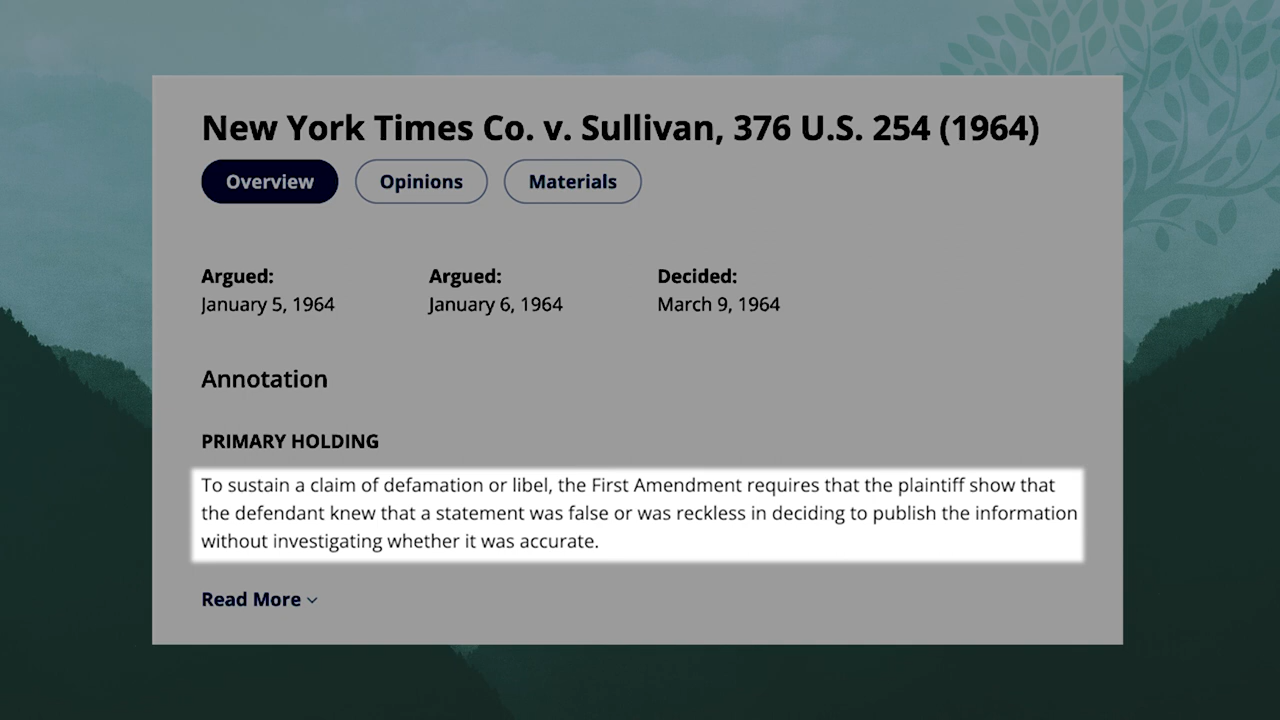 New York Times Co. v. Sullivan, 376 U.S. 254 (1964)
Overview Opinions Materials
Argued: Argued: Decided:
January 5, 1964 January 6, 1964 March 9, 1964
Annotation
PRIMARY HOLDING
To sustain a claim of defamation or libel, the First Amendment requires that the plaintiff show that
the defendant knew that a statement was false or was reckless in deciding to publish the information
without investigating whether it was accurate.
Read More